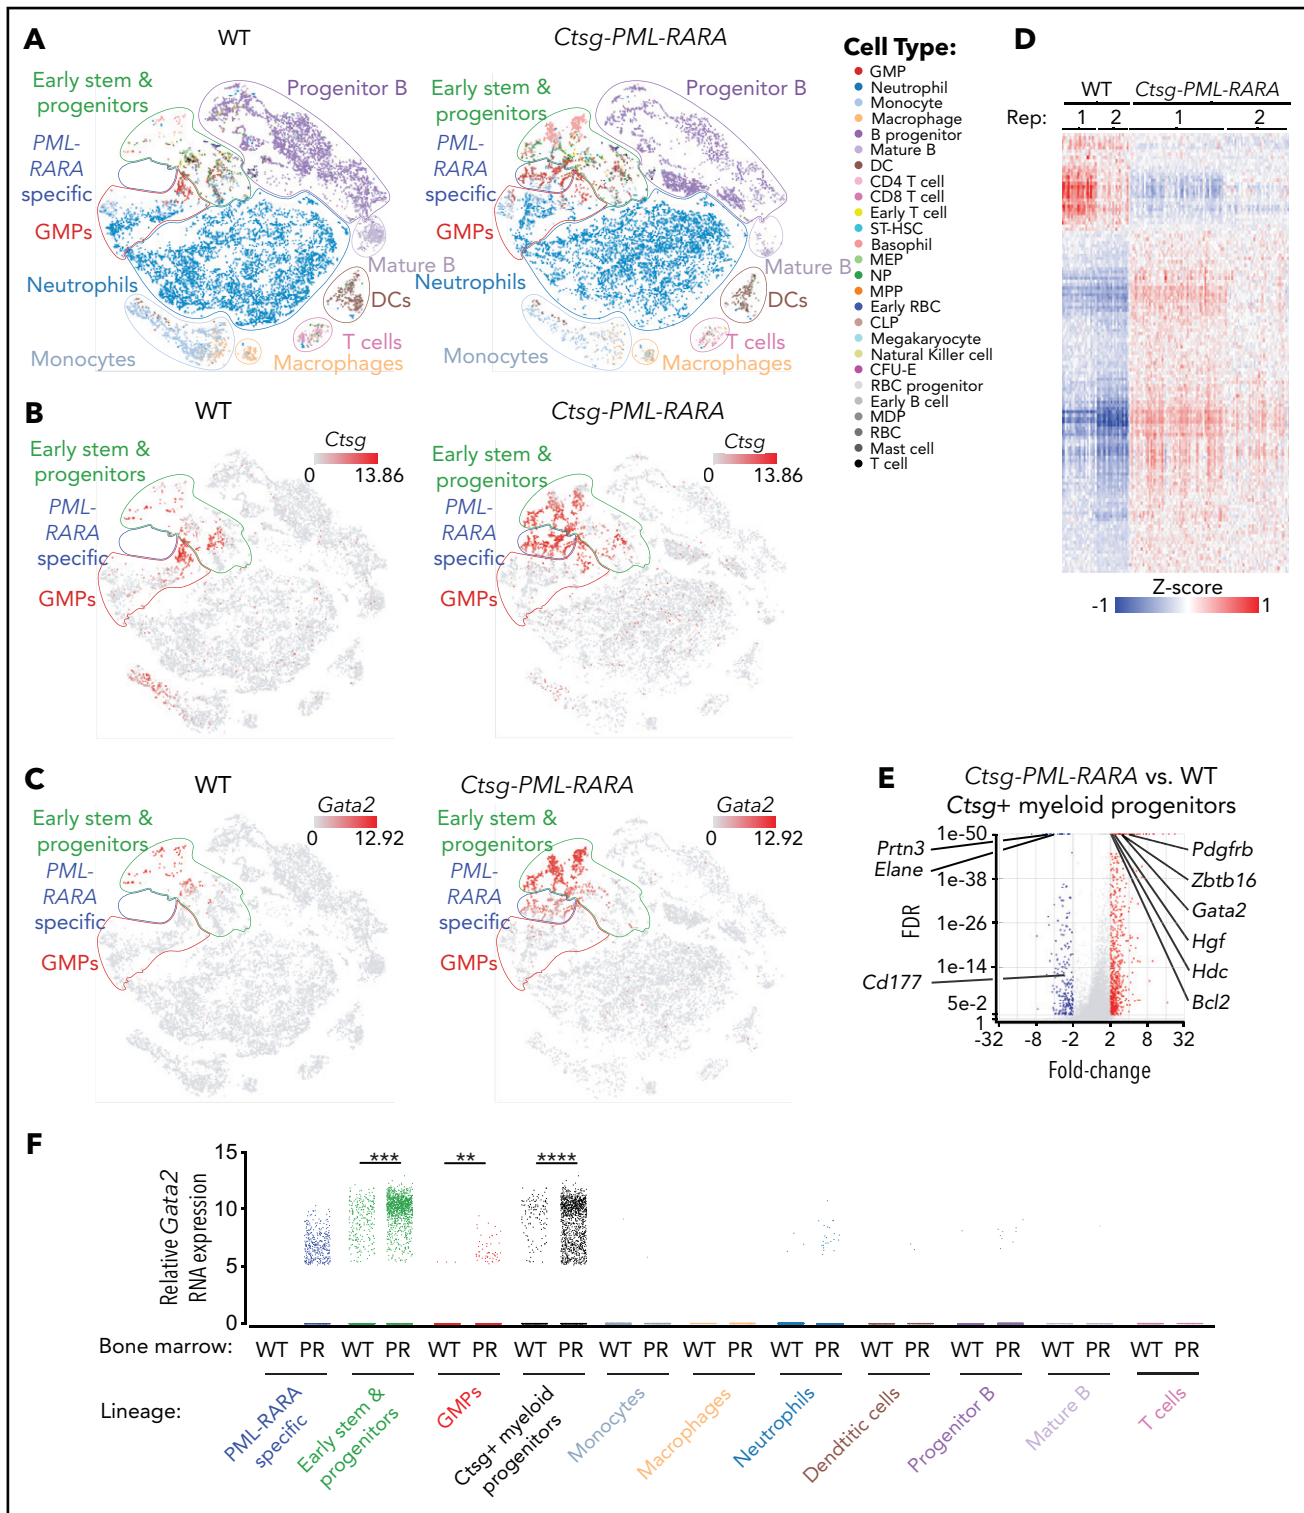 A
WT
Ctsg-PML-RARA
Early stem &
progenitors
Progenitor B
PML-
RARA
specific
GMPs
Neutrophils
Mature B
DCs
T cells
Monocytes
Macrophages
Early stem &
progenitors
Progenitor B
PML-
RARA
specific
GMPs
Neutrophils
Mature B
DCs
T cells
Monocytes
Macrophages
Cell Type:
GMP
Neutrophil
Monocyte
Macrophage
B progenitor
Mature B
DC
CD4 T cell
CD8 T cell
Early T cell
ST-HSC
Basophil
MEP
NP
MPP
Early RBC
CLP
Megakaryocyte
Natural Killer cell
CFU-E
RBC progenitor
Early B cell
MDP
RBC
Mast cell
T cell
D
WT Ctsg-PML-RARA
Rep: 1 2 1 2
Z-score
-1 1
B
WT
Ctsg-PML-RARA
Early stem &
progenitors
Ctsg
0 13.86
PML-
RARA
specific
GMPs
Early stem &
progenitors
Ctsg
0 13.86
PML-
RARA
specific
GMPs
C
WT
Ctsg-PML-RARA
Early stem &
progenitors
Gata2
0 12.92
PML-
RARA
specific
GMPs
Early stem &
progenitors
Gata2
0 12.92
PML-
RARA
specific
GMPs
E
Ctsg-PML-RARA vs. WT
Ctsg+ myeloid progenitors
FDR
1e-50
1e-38
1e-26
1e-14
5e-2
1
-32 -8 -2 2 8 32
Fold-change
Prtn3
Elane
Cd177
Pdgfrb
Zbtb16
Gata2
Hgf
Hdc
Bcl2
F
Relative Gata2
RNA expression
15
10
5
0
*** ** ****
Bone marrow: WT PR WT PR WT PR WT PR WT PR WT PR WT PR WT PR WT PR WT PR WT PR
Lineage:
PML-RARA
specific
Early stem &
progenitors
GMPs
Ctsg+ myeloid
progenitors
Monocytes
Macrophages
Neutrophils
Dendtitic cells
Progenitor B
Mature B
T cells